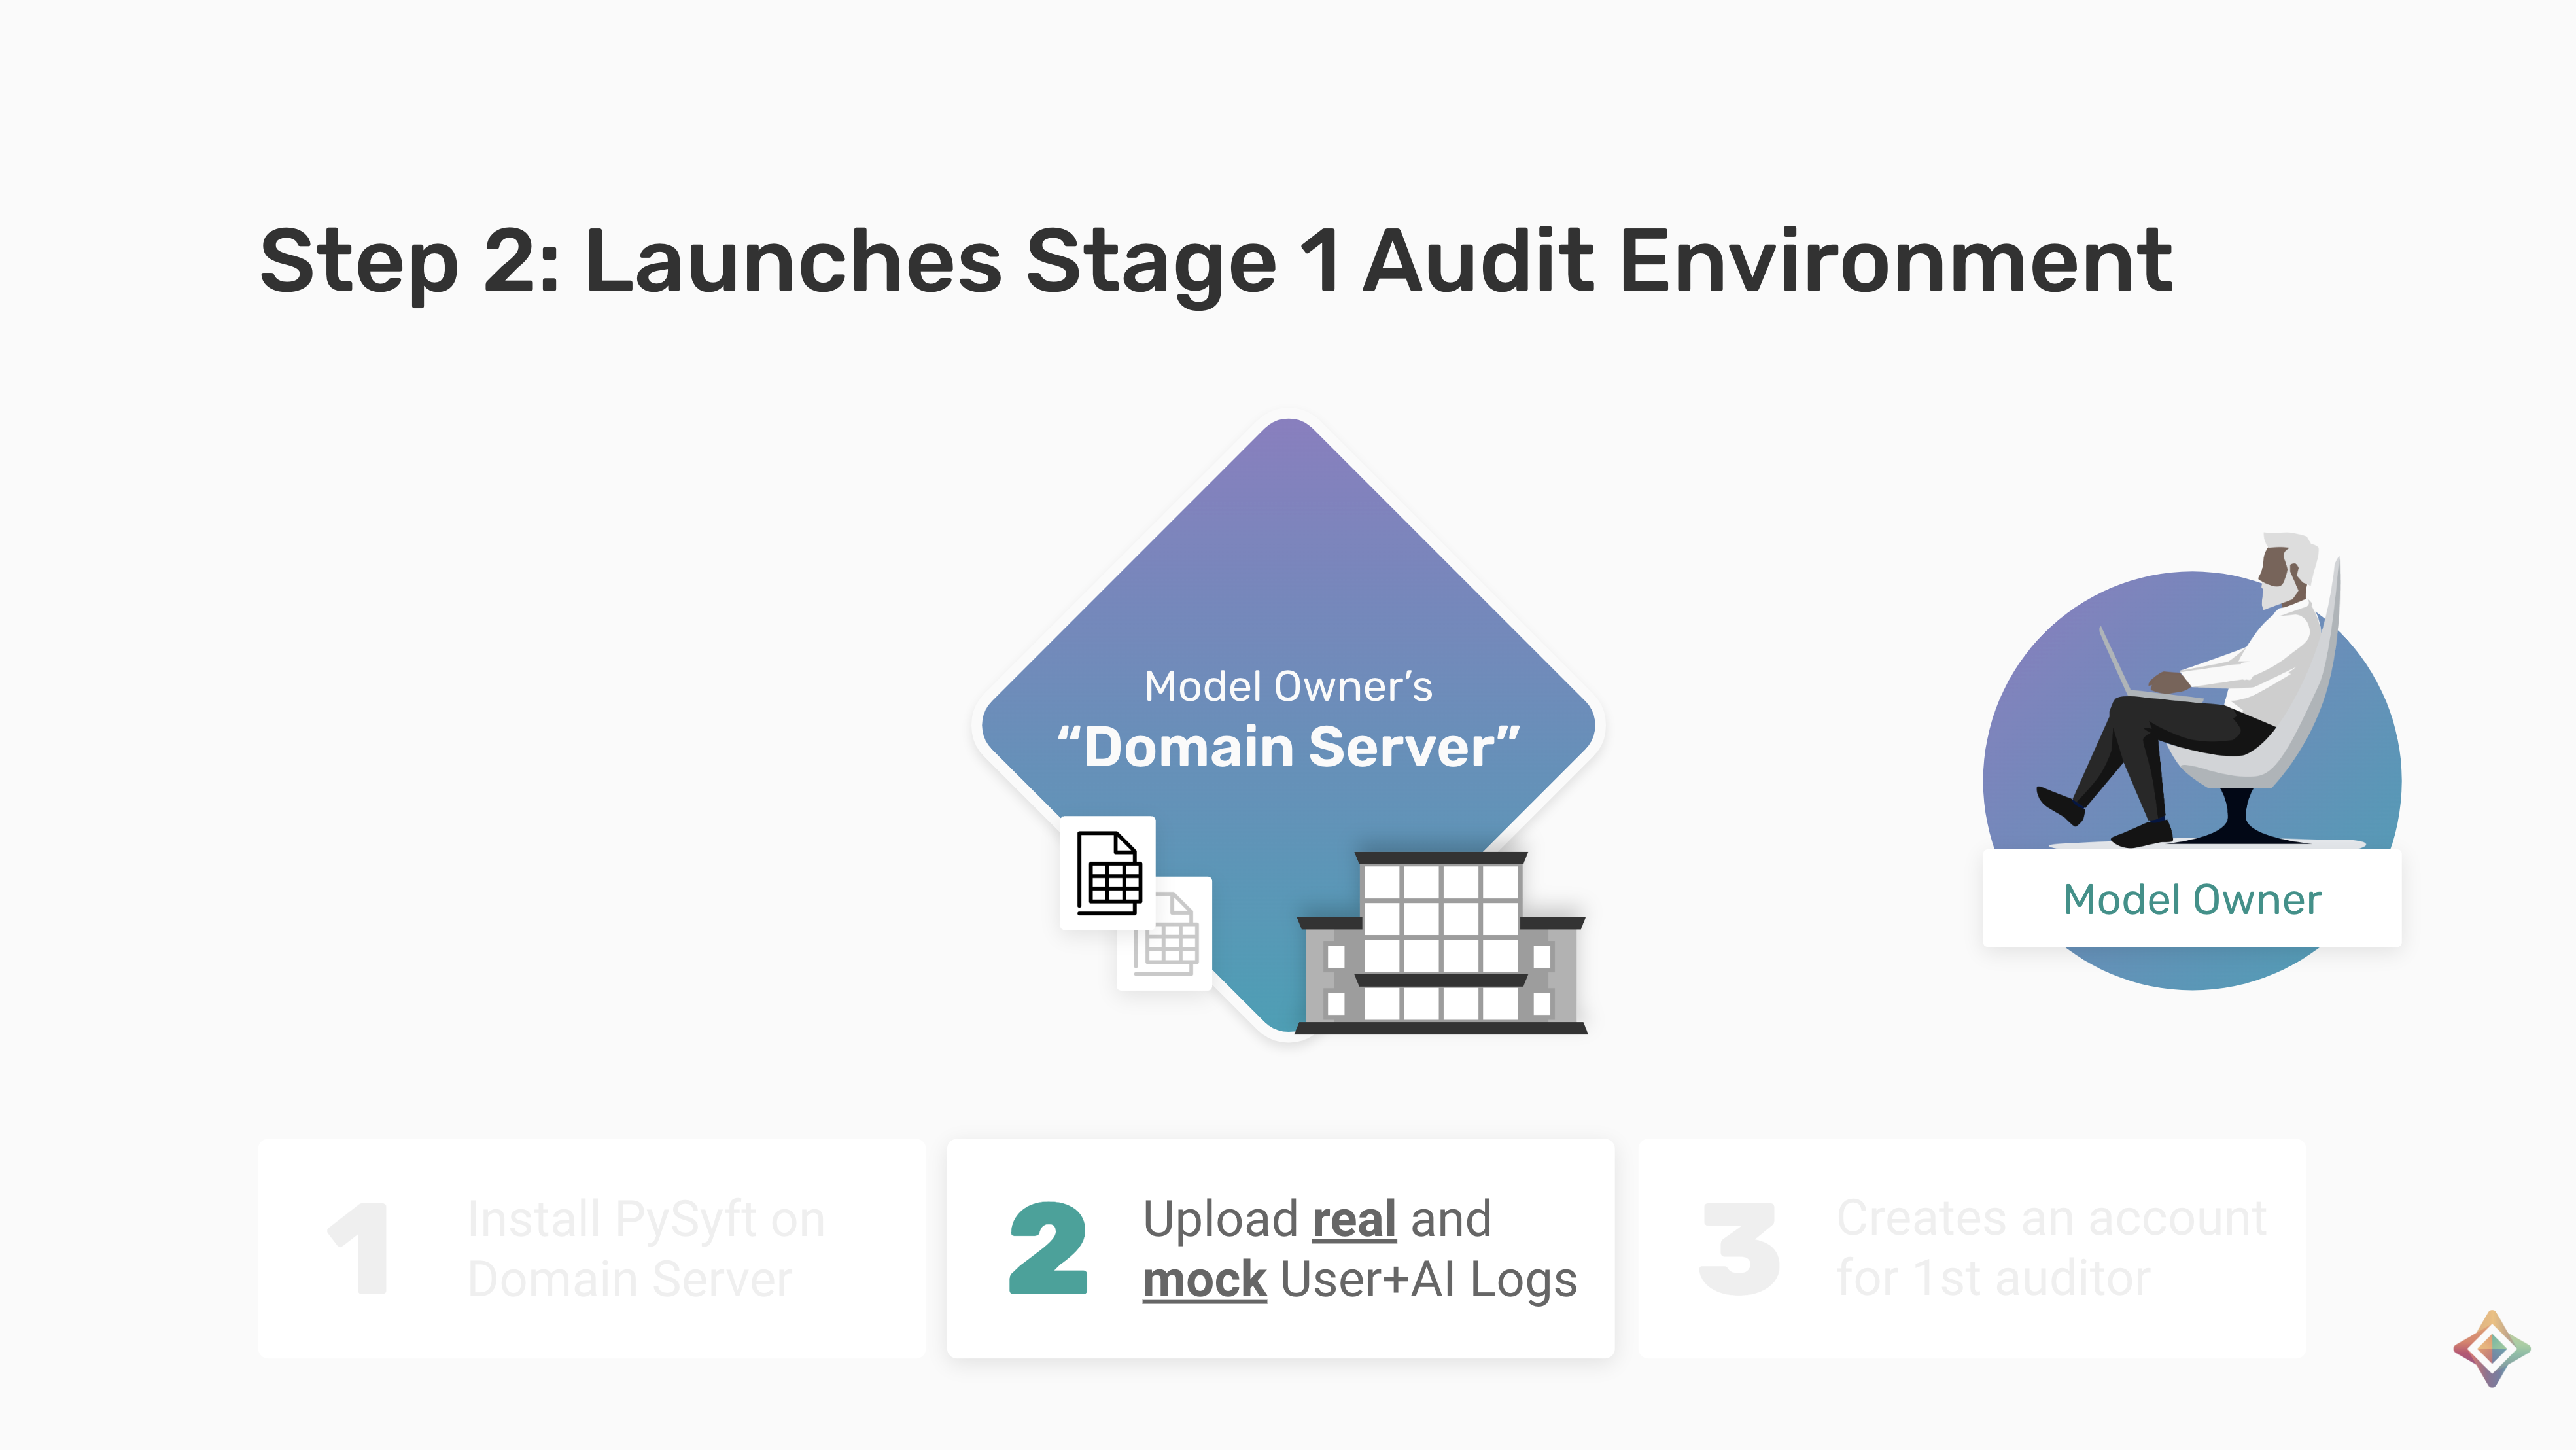 Step 2: Launches Stage 1 Audit Environment
Model Owner’s
“Domain Server”
Model Owner
1
Install PySyft on
Domain Server
2
Upload real and
mock User+AI Logs
3
Creates an account
for 1st auditor